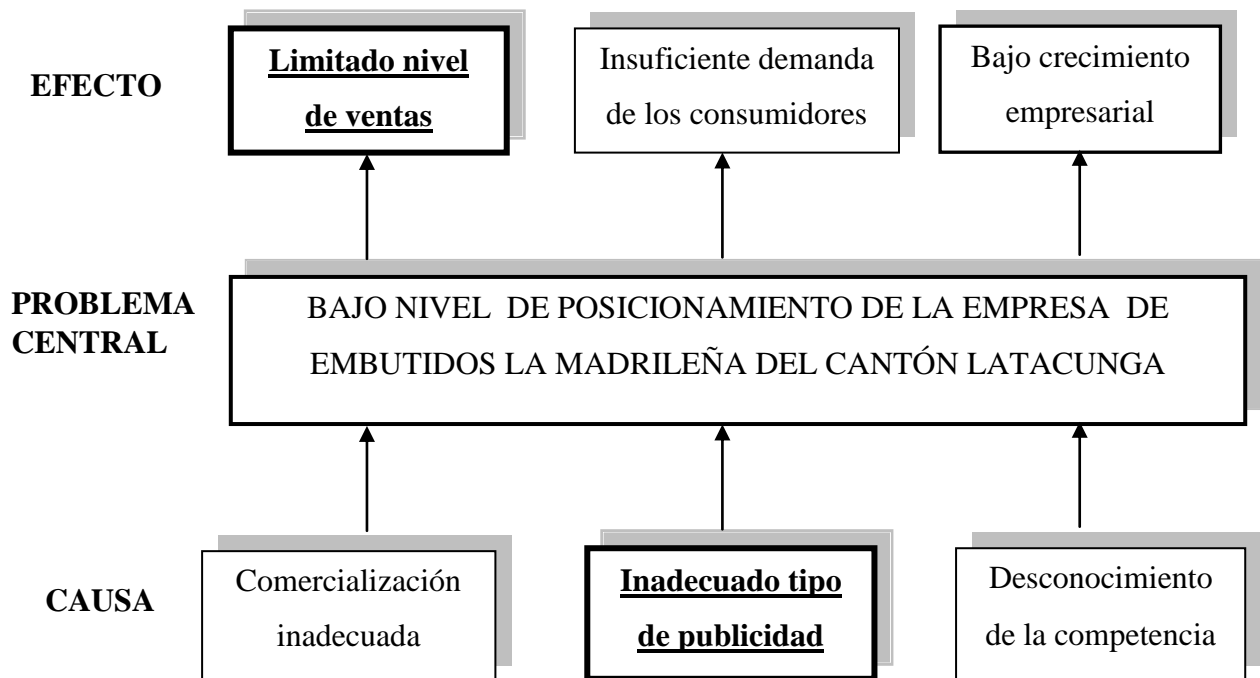 EFECTO
Limitado nivel
de ventas
Insuficiente demanda
de los consumidores
Bajo crecimiento
empresarial
PROBLEMA
CENTRAL
BAJO NIVEL DE POSICIONAMIENTO DE LA EMPRESA DE
EMBUTIDOS LA MADRILEÑA DEL CANTÓN LATACUNGA
CAUSA
Comercialización
inadecuada
Inadecuado tipo
de publicidad
Desconocimiento
de la competencia